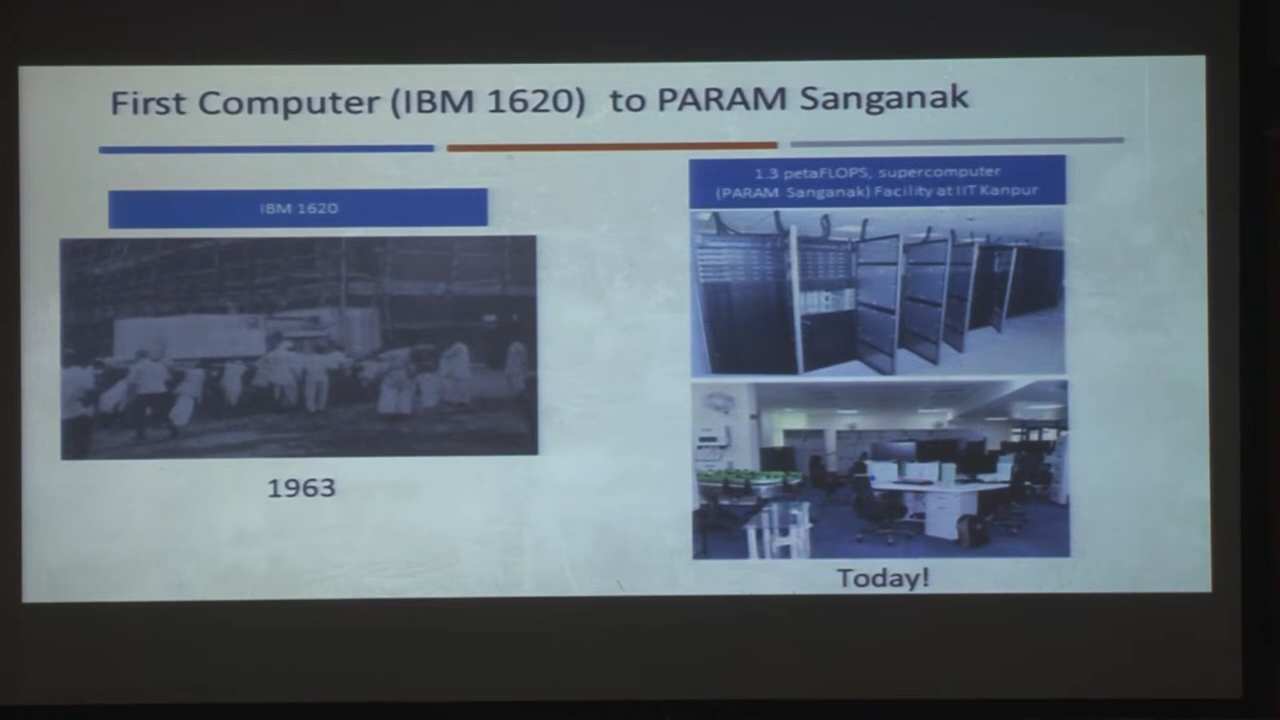 First Computer (IBM 1620) to PARAM Sanganak
IBM 1620
1963
1.3 petaFLOPS, supercomputer
(PARAM Sanganak) Facility at IIT Kanpur
Today!